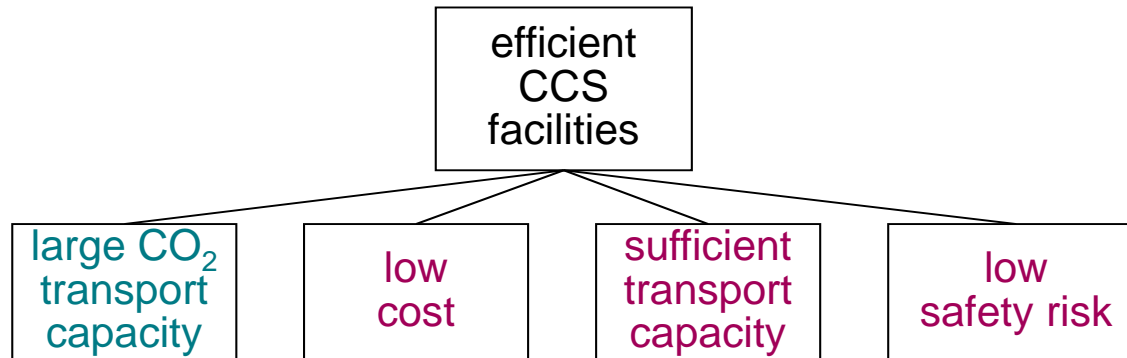 efficient
CCS
facilities
large CO₂
transport
capacity
low
cost
sufficient
transport
capacity
low
safety risk